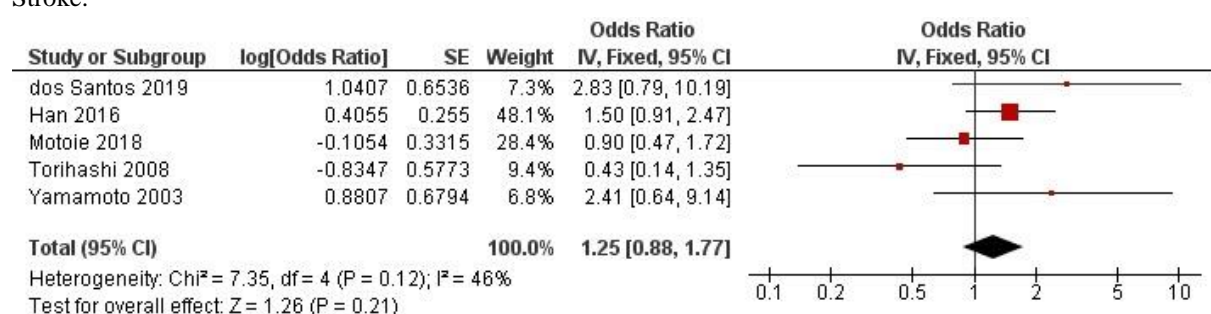 Stroke.
Odds Ratio Odds Ratio
Study or Subgroup log[Odds Ratio] SE Weight IV, Fixed, 95% CI IV, Fixed, 95% CI
dos Santos 2019 1.0407 0.6536 7.3% 2.83 [0.79, 10.19]
Han 2016 0.4055 0.255 48.1% 1.50 [0.91, 2.47]
Motoie 2018 -0.1054 0.3315 28.4% 0.90 [0.47, 1.72]
Torihashi 2008 -0.8347 0.5773 9.4% 0.43 [0.14, 1.35]
Yamamoto 2003 0.8807 0.6794 6.8% 2.41 [0.64, 9.14]
Total (95% CI) 100.0% 1.25 [0.88, 1.77]
Heterogeneity: Chi² = 7.35, df = 4 (P = 0.12); I² = 46%
Test for overall effect: Z = 1.26 (P = 0.21)
0.1 0.2 0.5 1 2 5 10